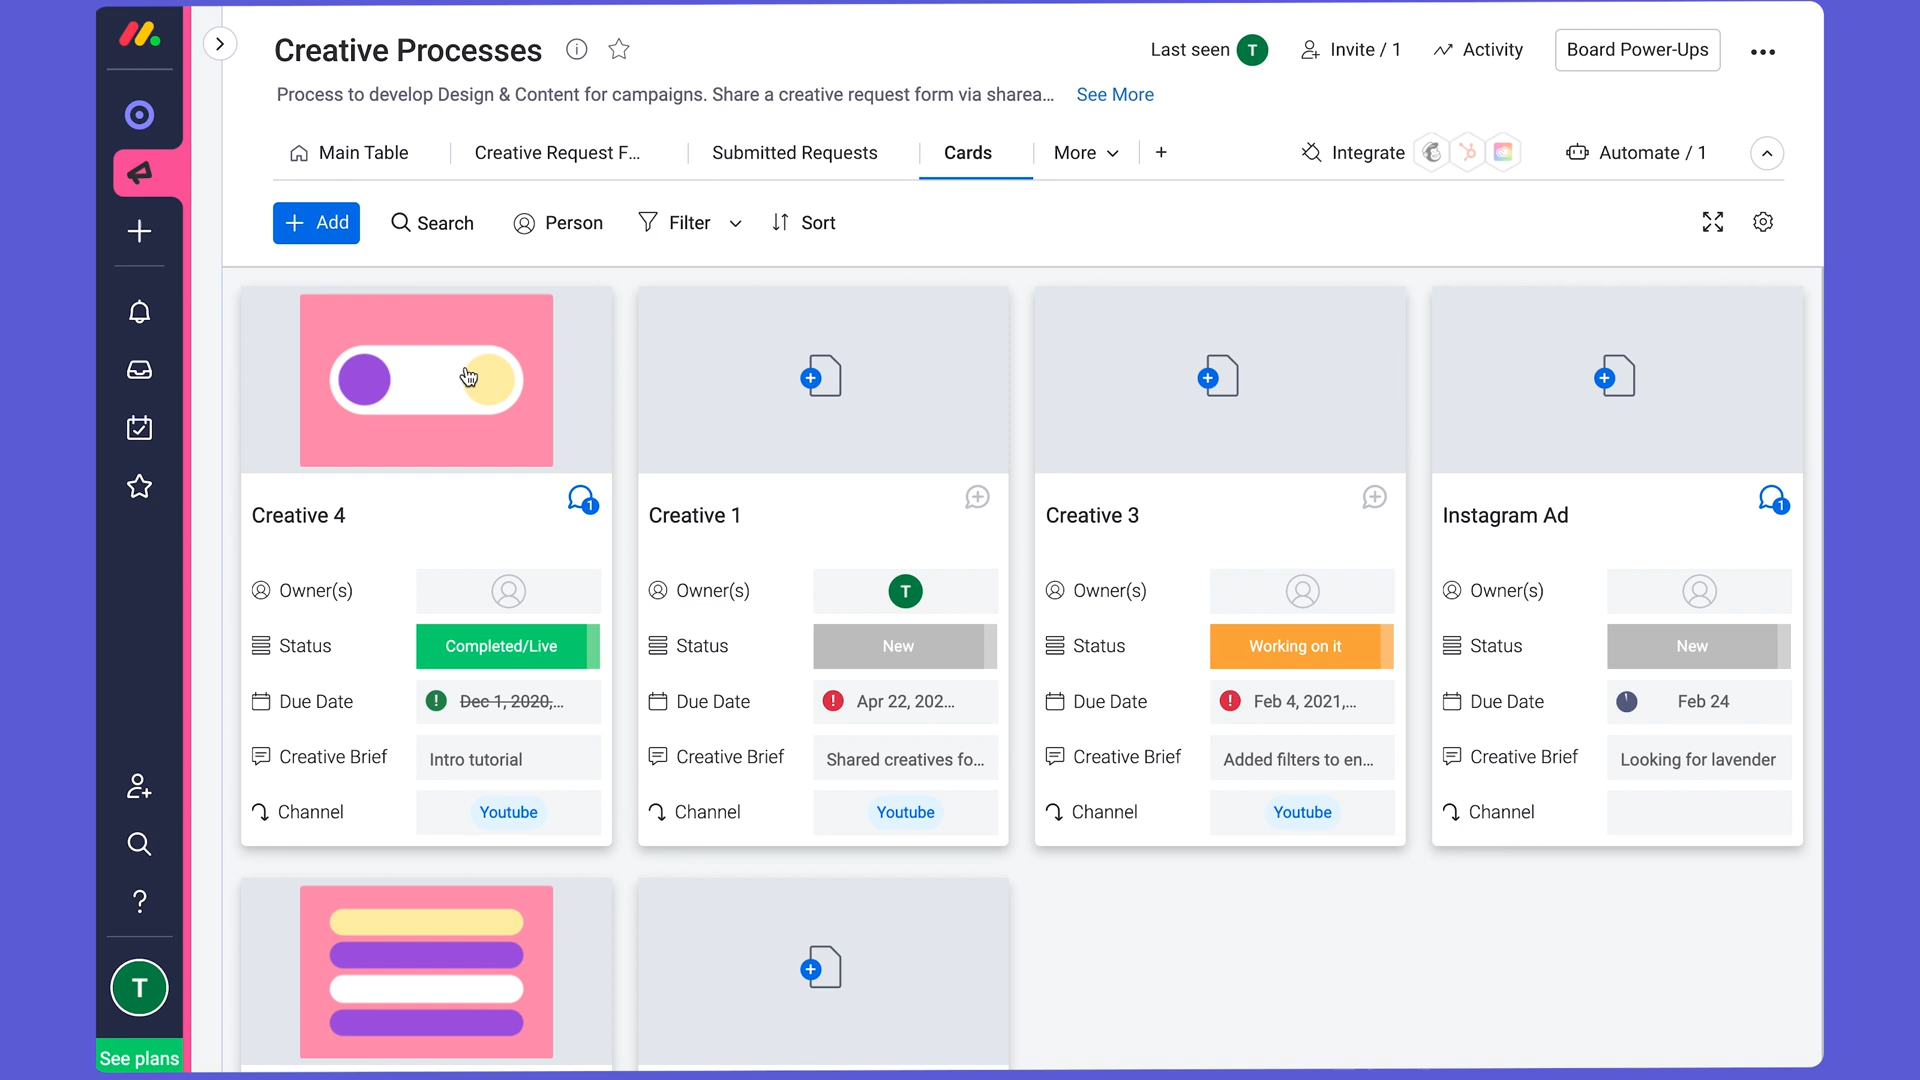 Creative Processes
Last seen T
Invite / 1
Activity
Board Power-Ups
Process to develop Design & Content for campaigns. Share a creative request form via sharea... See More
Main Table
Creative Request F...
Submitted Requests
Cards
More
Integrate
Automate / 1
Add
Search
Person
Filter
Sort
Creative 4
1
Owner(s)
Status
Completed/Live
Due Date
Dec 1, 2020,...
Creative Brief
Intro tutorial
Channel
Youtube
Creative 1
Owner(s)
T
Status
New
Due Date
Apr 22, 202...
Creative Brief
Shared creatives fo...
Channel
Youtube
Creative 3
Owner(s)
Status
Working on it
Due Date
Feb 4, 2021,...
Creative Brief
Added filters to en...
Channel
Youtube
Instagram Ad
1
Owner(s)
Status
New
Due Date
Feb 24
Creative Brief
Looking for lavender
Channel
T
See plans